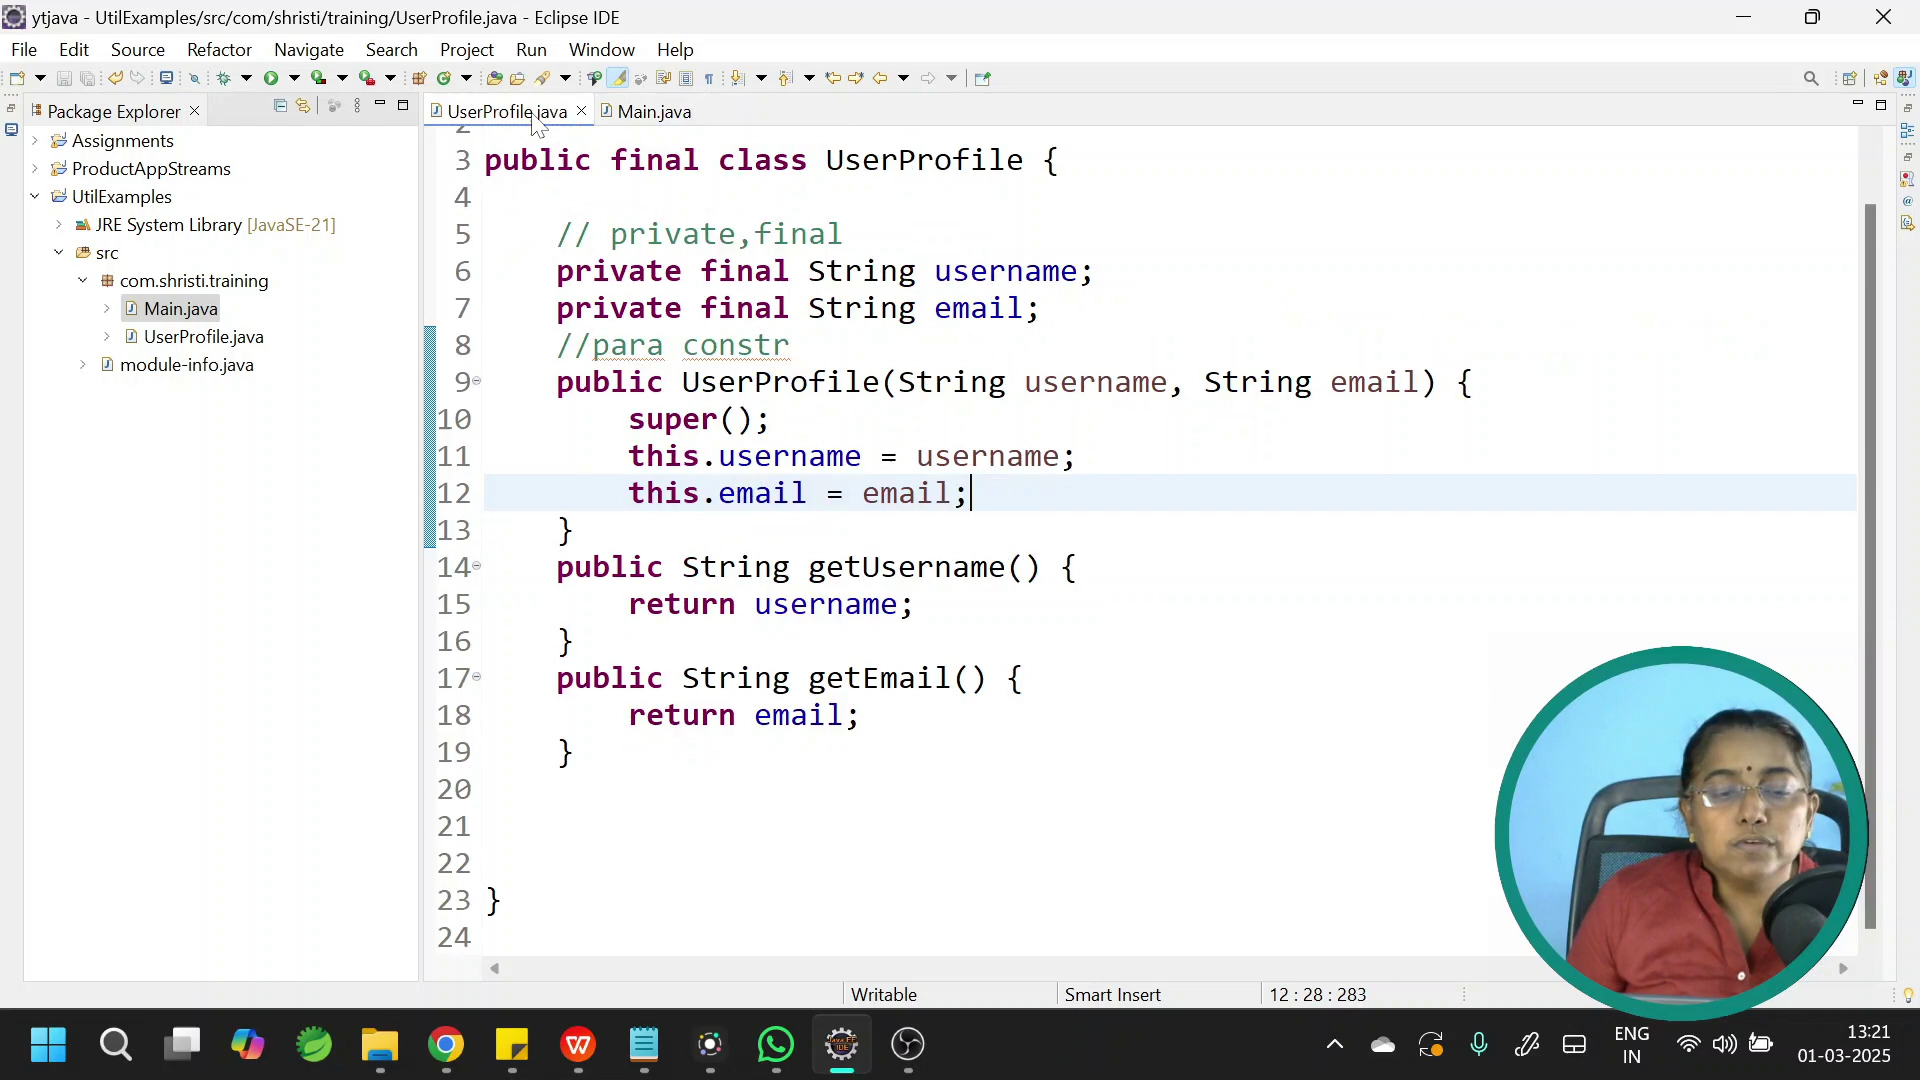 ytjava - UtilExamples/src/com/shristi/training/UserProfile.java - Eclipse IDE
File Edit Source Refactor Navigate Search Project Run Window Help
Package Explorer
UserProfile.java Main.java
Assignments
ProductAppStreams
UtilExamples
JRE System Library [JavaSE-21]
src
com.shristi.training
Main.java
UserProfile.java
module-info.java
2
3 public final class UserProfile {
4
5 // private,final
6 private final String username;
7 private final String email;
8 //para constr
9 public UserProfile(String username, String email) {
10 super();
11 this.username = username;
12 this.email = email;
13 }
14 public String getUsername() {
15 return username;
16 }
17 public String getEmail() {
18 return email;
19 }
20
21
22
23 }
24
Writable Smart Insert 12 : 28 : 283
ENG
IN
13:21
01-03-2025